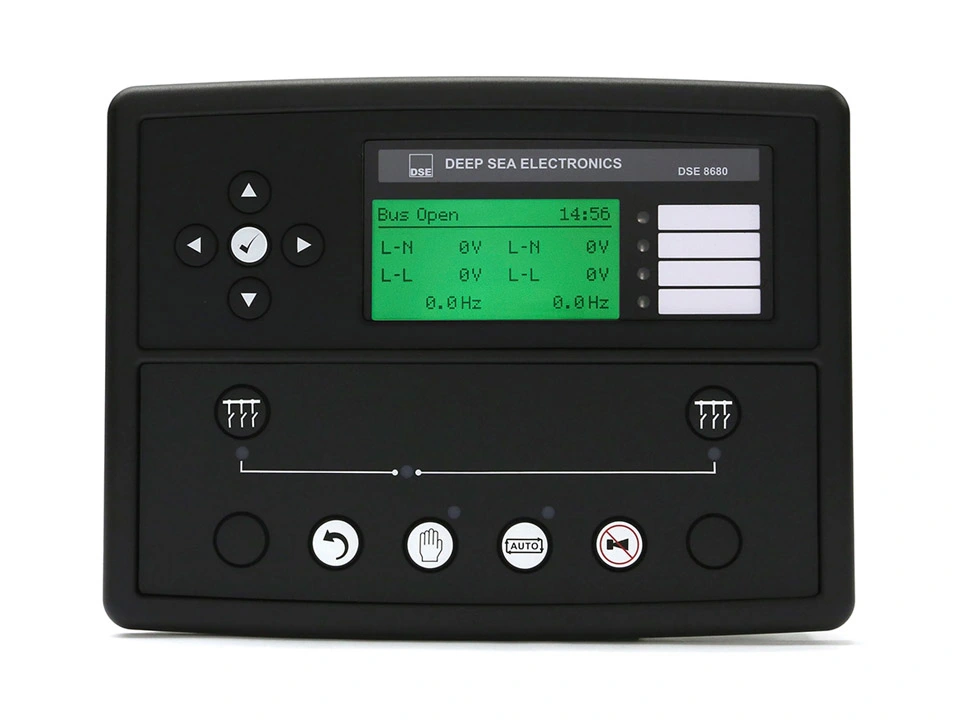 DSE DEEP SEA ELECTRONICS
DSE 8680
Bus Open 14:56
L-N 0V L-N 0V
L-L 0V L-L 0V
0.0Hz 0.0Hz
AUTO